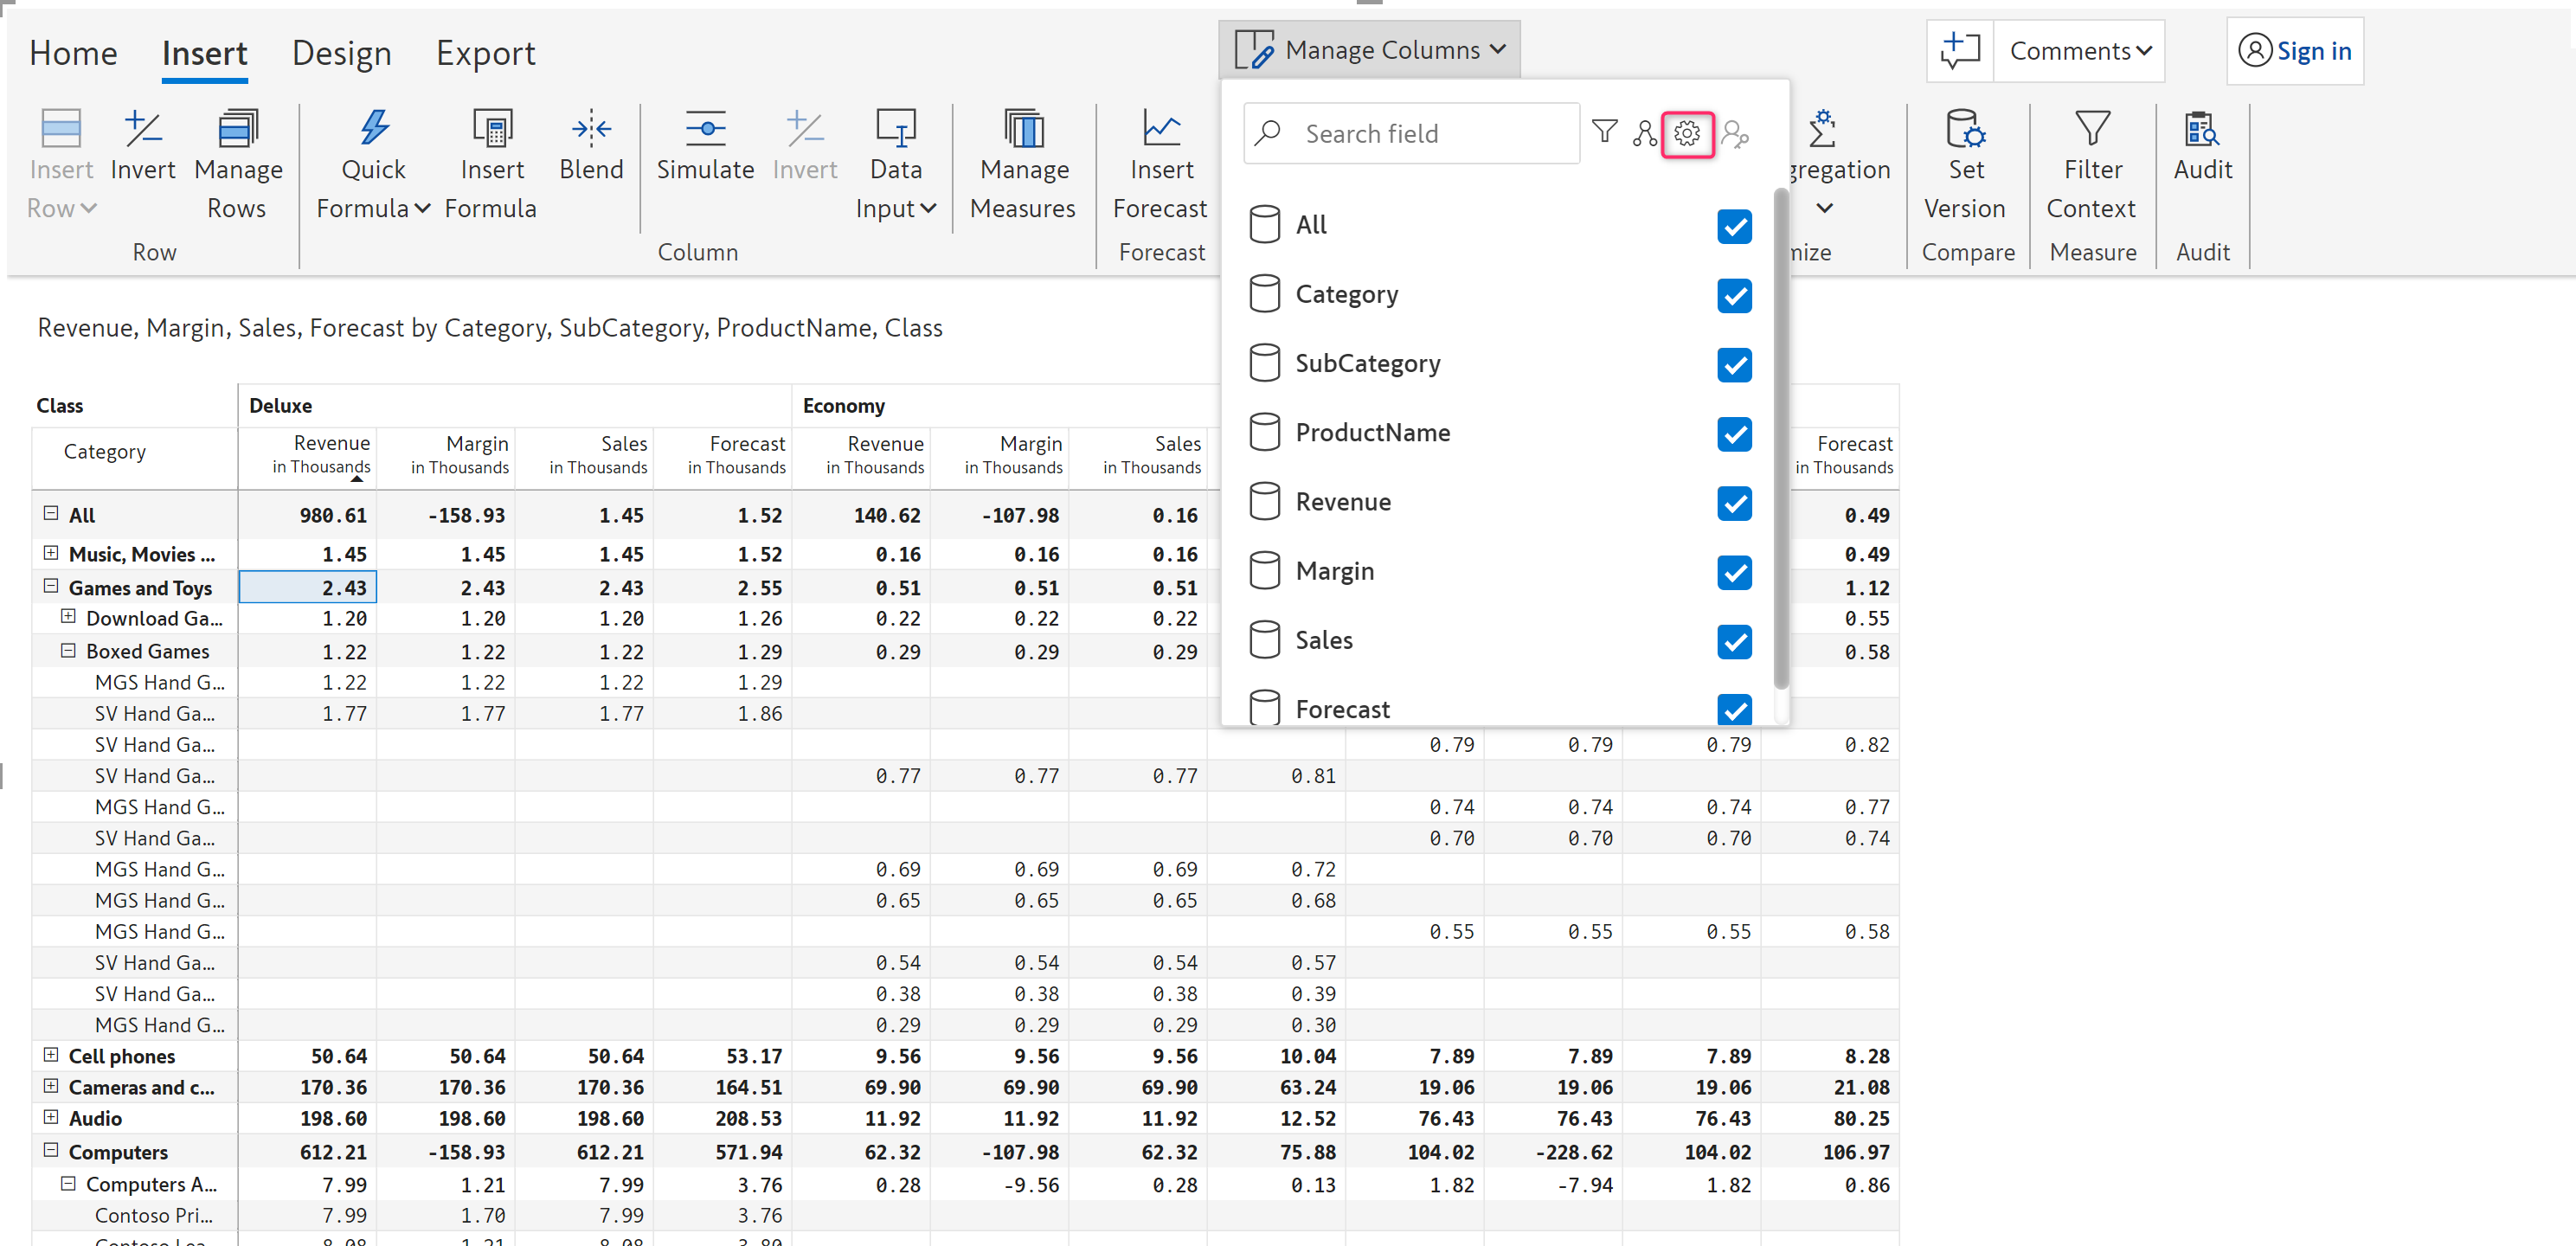 Home Insert Design Export
Manage Columns
Comments
Sign in
Insert Row
Invert
Manage Rows
Row
Quick Formula
Insert Formula
Blend
Simulate
Invert
Data Input
Manage Measures
Column
Insert Forecast
Forecast
Search field
All
Category
SubCategory
ProductName
Revenue
Margin
Sales
Forecast
gregation
mize
Set Version
Compare
Filter Context
Measure
Audit
Audit
Revenue, Margin, Sales, Forecast by Category, SubCategory, ProductName, Class
Class Deluxe Economy
Category Revenue Margin Sales Forecast Revenue Margin Sales Forecast
in Thousands in Thousands in Thousands in Thousands in Thousands in Thousands in Thousands in Thousands
All 980.61 -158.93 1.45 1.52 140.62 -107.98 0.16 0.49
Music, Movies ... 1.45 1.45 1.45 1.52 0.16 0.16 0.16 0.49
Games and Toys 2.43 2.43 2.43 2.55 0.51 0.51 0.51 1.12
Download Ga... 1.20 1.20 1.20 1.26 0.22 0.22 0.22 0.55
Boxed Games 1.22 1.22 1.22 1.29 0.29 0.29 0.29 0.58
MGS Hand G... 1.22 1.22 1.22 1.29
SV Hand Ga... 1.77 1.77 1.77 1.86
SV Hand Ga... 0.79 0.79 0.79 0.82
SV Hand Ga... 0.77 0.77 0.77 0.81
MGS Hand G... 0.74 0.74 0.74 0.77
SV Hand Ga... 0.70 0.70 0.70 0.74
MGS Hand G... 0.69 0.69 0.69 0.72
MGS Hand G... 0.65 0.65 0.65 0.68
MGS Hand G... 0.55 0.55 0.55 0.58
SV Hand Ga... 0.54 0.54 0.54 0.57
SV Hand Ga... 0.38 0.38 0.38 0.39
MGS Hand G... 0.29 0.29 0.29 0.30
Cell phones 50.64 50.64 50.64 53.17 9.56 9.56 9.56 10.04 7.89 7.89 7.89 8.28
Cameras and c... 170.36 170.36 170.36 164.51 69.90 69.90 69.90 63.24 19.06 19.06 19.06 21.08
Audio 198.60 198.60 198.60 208.53 11.92 11.92 11.92 12.52 76.43 76.43 76.43 80.25
Computers 612.21 -158.93 612.21 571.94 62.32 -107.98 62.32 75.88 104.02 -228.62 104.02 106.97
Computers A... 7.99 1.21 7.99 3.76 0.28 -9.56 0.28 0.13 1.82 -7.94 1.82 0.86
Contoso Pri... 7.99 1.70 7.99 3.76